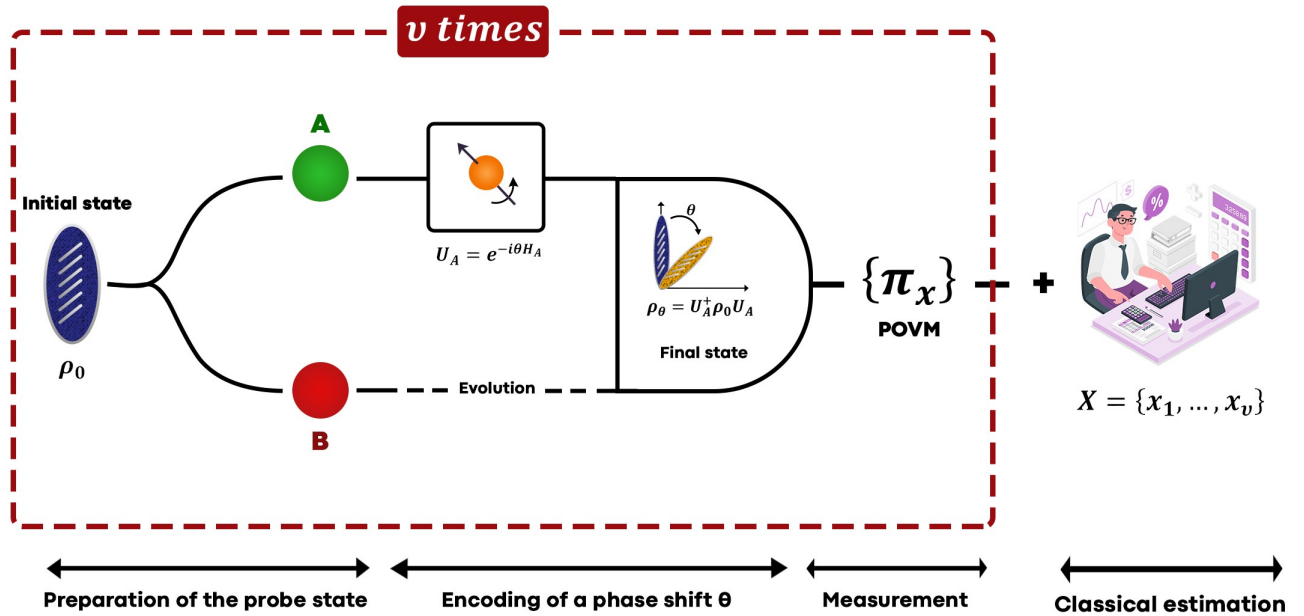 v times
A
Initial state
U_A = e^{-iθH_A}
θ
ρ_θ = U_A^+ ρ_0 U_A
Final state
{π_x}
POVM
+
%
$
ρ_0
Evolution
B
X = {x_1, ..., x_v}
Preparation of the probe state
Encoding of a phase shift θ
Measurement
Classical estimation